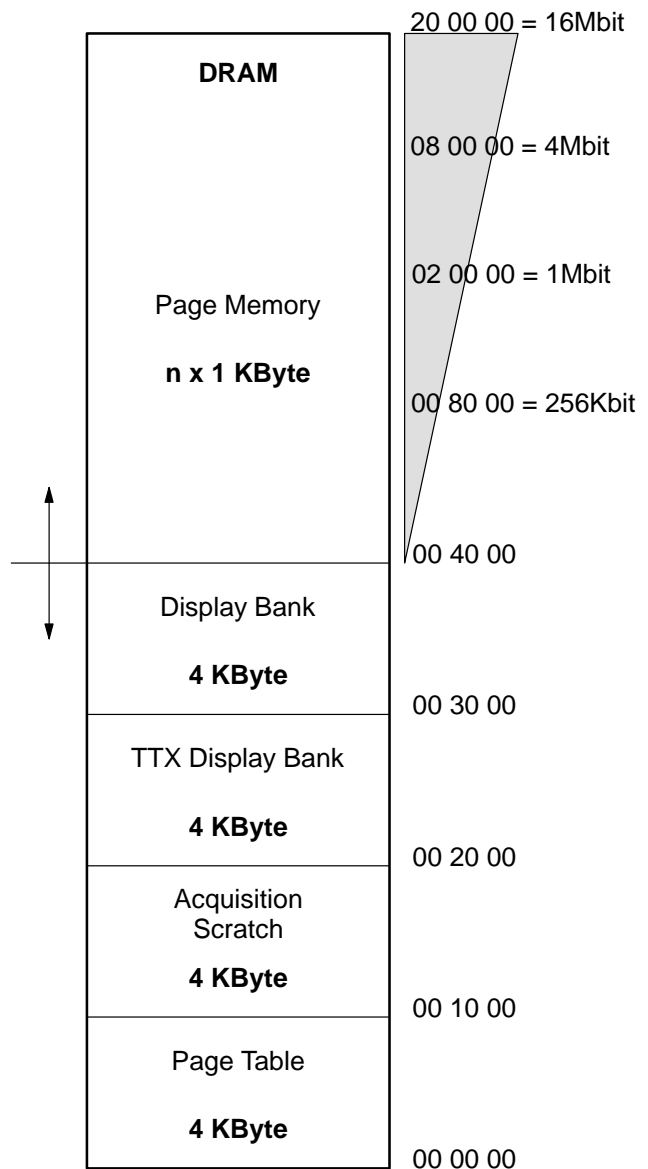 20 00 00 = 16Mbit
DRAM
08 00 00 = 4Mbit
02 00 00 = 1Mbit
Page Memory
n x 1 KByte
00 80 00 = 256Kbit
00 40 00
Display Bank
4 KByte
00 30 00
TTX Display Bank
4 KByte
00 20 00
Acquisition
Scratch
4 KByte
00 10 00
Page Table
4 KByte
00 00 00